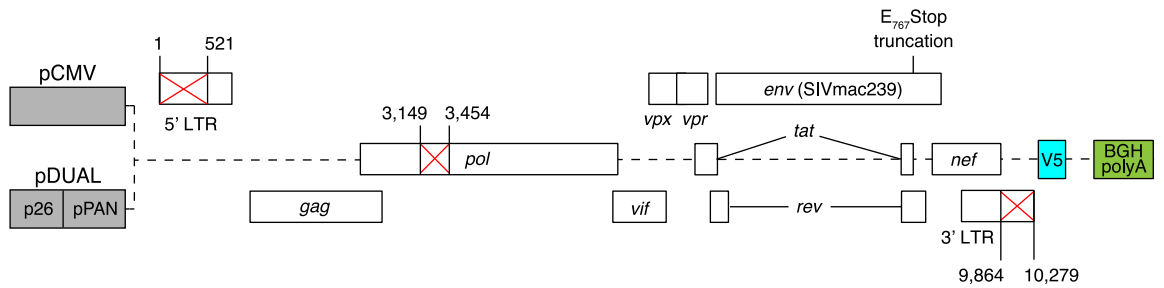 E767Stop
truncation
1 521
pCMV
env (SIVmac239)
5' LTR
vpx vpr
3,149 3,454
tat
pol
nef
V5
BGH
polyA
pDUAL
p26 pPAN
gag
vif
rev
3' LTR
9,864 10,279